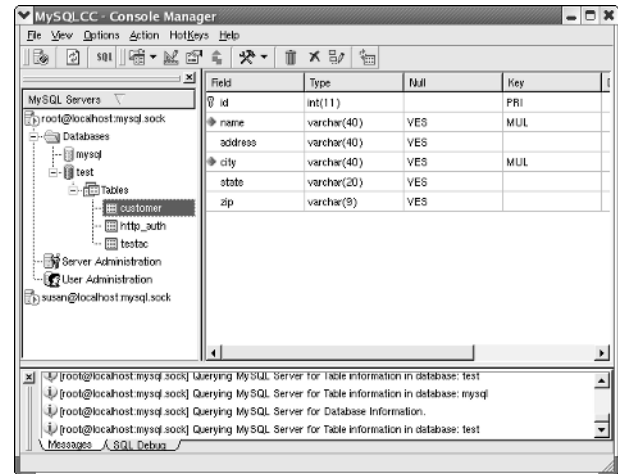 MySQLCC - Console Manager
File View Options Action HotKeys Help
SQL
MySQL Servers
root@localhost:mysql.sock
Databases
mysql
test
Tables
customer
http_auth
testac
Server Administration
User Administration
susan@localhost mysql.sock
Field Type Null Key
id int(11) PRI
name varchar(40) YES MUL
address varchar(40) YES
city varchar(40) YES MUL
state varchar(20) YES
zip varchar(9) YES
[root@localhost:mysql.sock] Querying MySQL Server for Table information in database: test
[root@localhost:mysql.sock] Querying MySQL Server for Table information in database: mysql
[root@localhost:mysql.sock] Querying MySQL Server for Database Information.
[root@localhost:mysql.sock] Querying MySQL Server for Table information in database: test
Messages SQL Debug